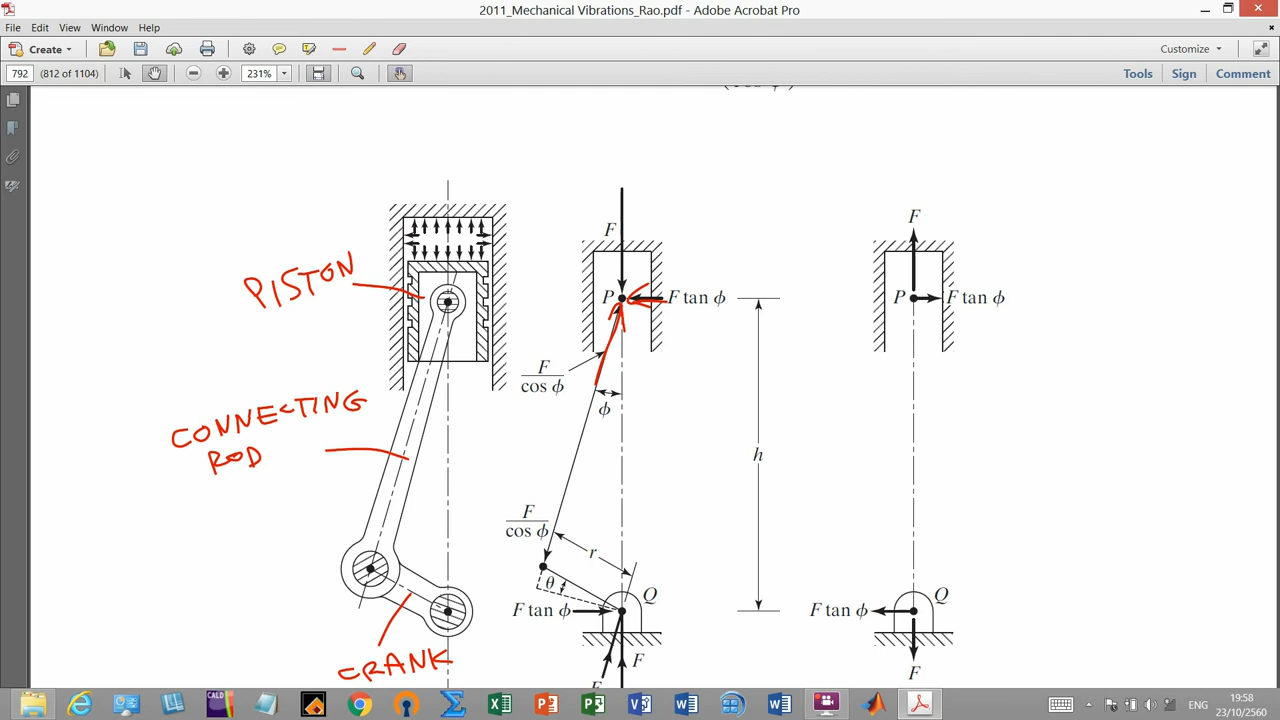 2011_Mechanical Vibrations_Rao.pdf - Adobe Acrobat Pro
File Edit View Window Help
Create
Customize
792 (812 of 1104)
231%
Tools Sign Comment
PISTON
CONNECTING
ROD
CRANK
F
P
F tan ϕ
F
cos ϕ
ϕ
F
cos ϕ
r
θ
Q
F tan ϕ
F
h
F
P
F tan ϕ
Q
F tan ϕ
F
CALD
ENG
19:58
23/10/2560